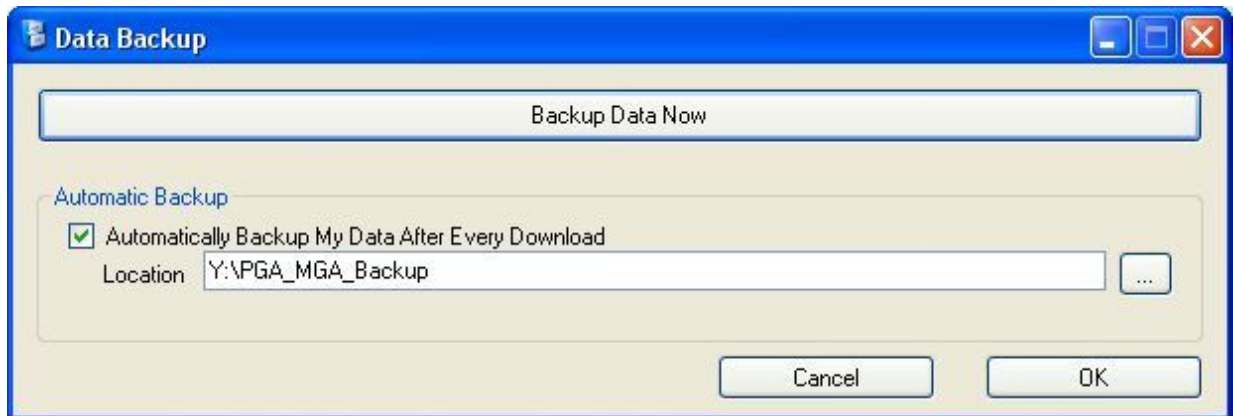 Data Backup
Backup Data Now
Automatic Backup
Automatically Backup My Data After Every Download
Location Y:\PGA_MGA_Backup ...
Cancel OK